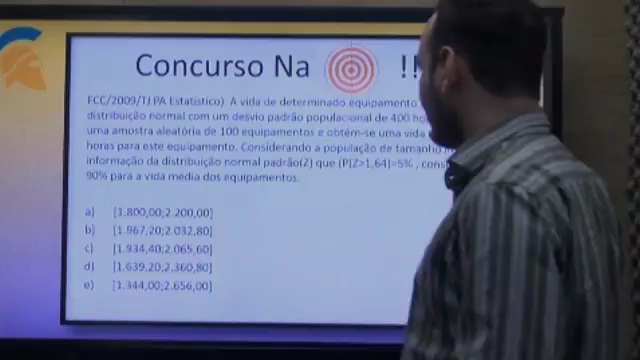 Concurso Na !!
FCC/2009/TJ PA Estatístico) A vida de determinado equipamento
distribuição normal com um desvio padrão populacional de 400
uma amostra aleatória de 100 equipamentos e obtém-se uma vida
horas para este equipamento. Considerando a população de tamanho
informação da distribuição normal padrão(Z) que (P[Z>1,64)=5% ,
90% para a vida média dos equipamentos.
a) [1.800,00;2.200,00]
b) [1.967,20;2.032,80]
c) [1.934,40;2.065,60]
d) [1.639,20;2.360,80]
e) [1.344,00;2.656,00]